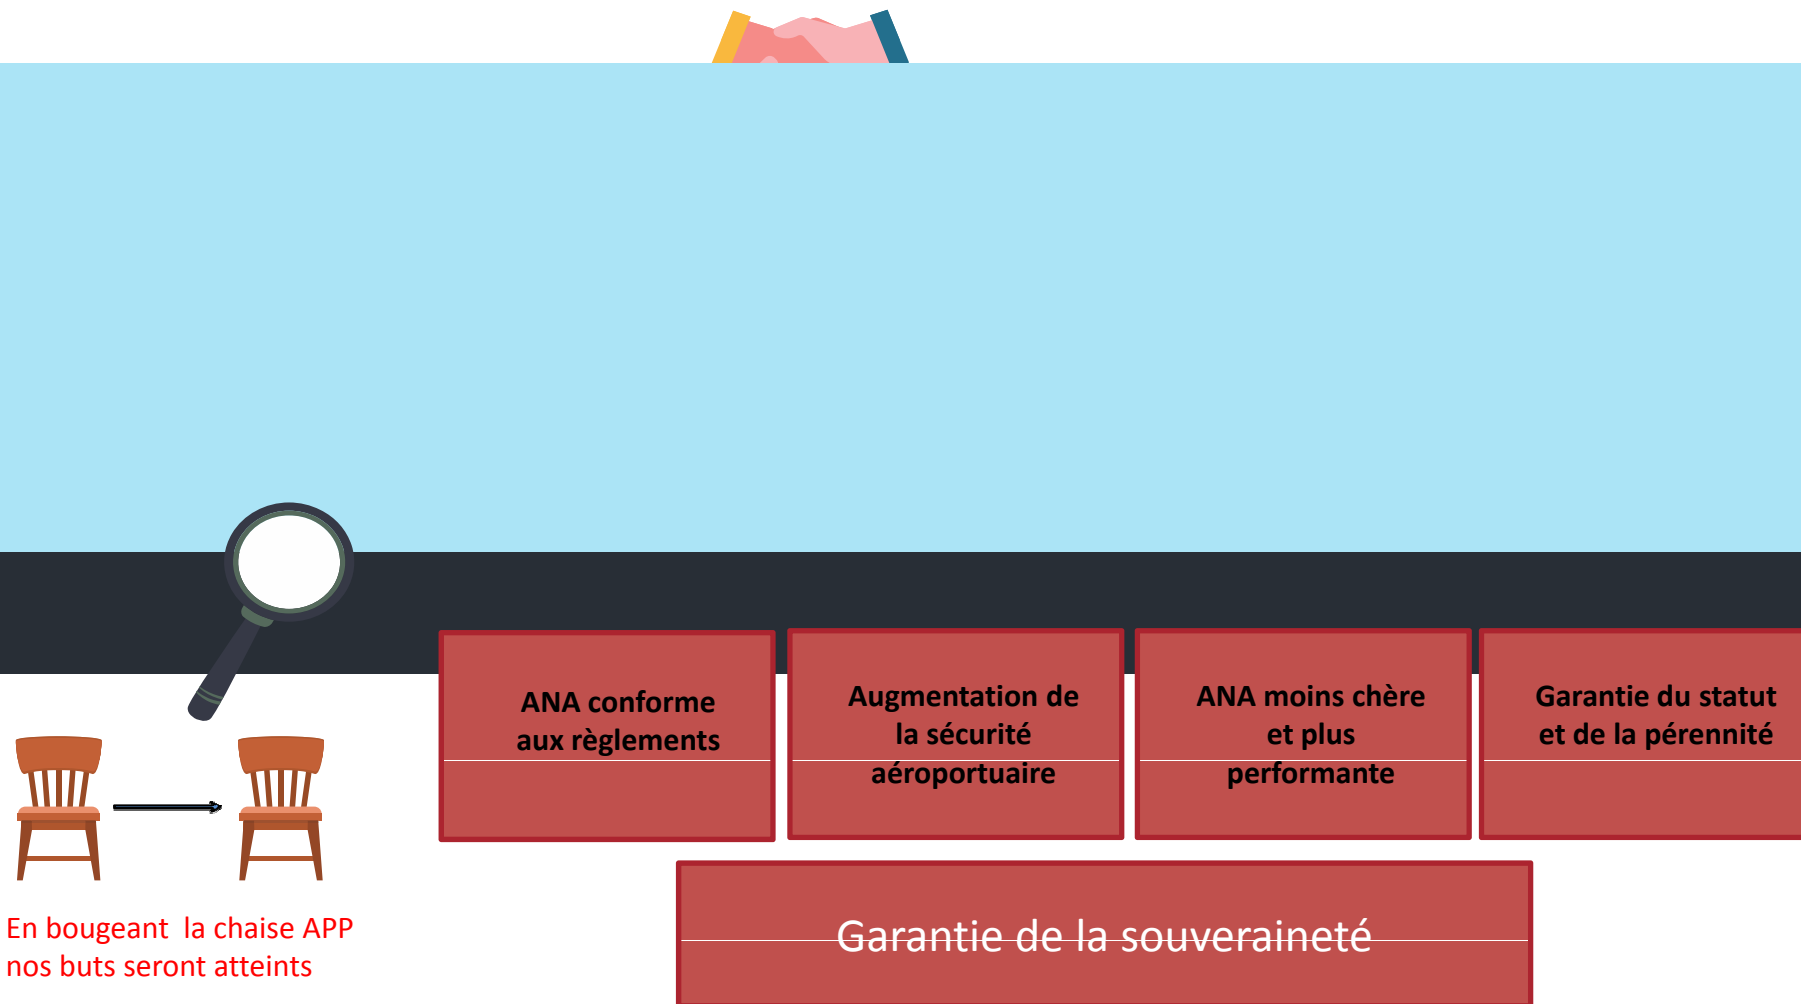 ANA conforme
aux règlements
Augmentation de
la sécurité
aéroportuaire
ANA moins chère
et plus
performante
Garantie du statut
et de la pérennité
Garantie de la souveraineté
En bougeant  la chaise APP
nos buts seront atteints